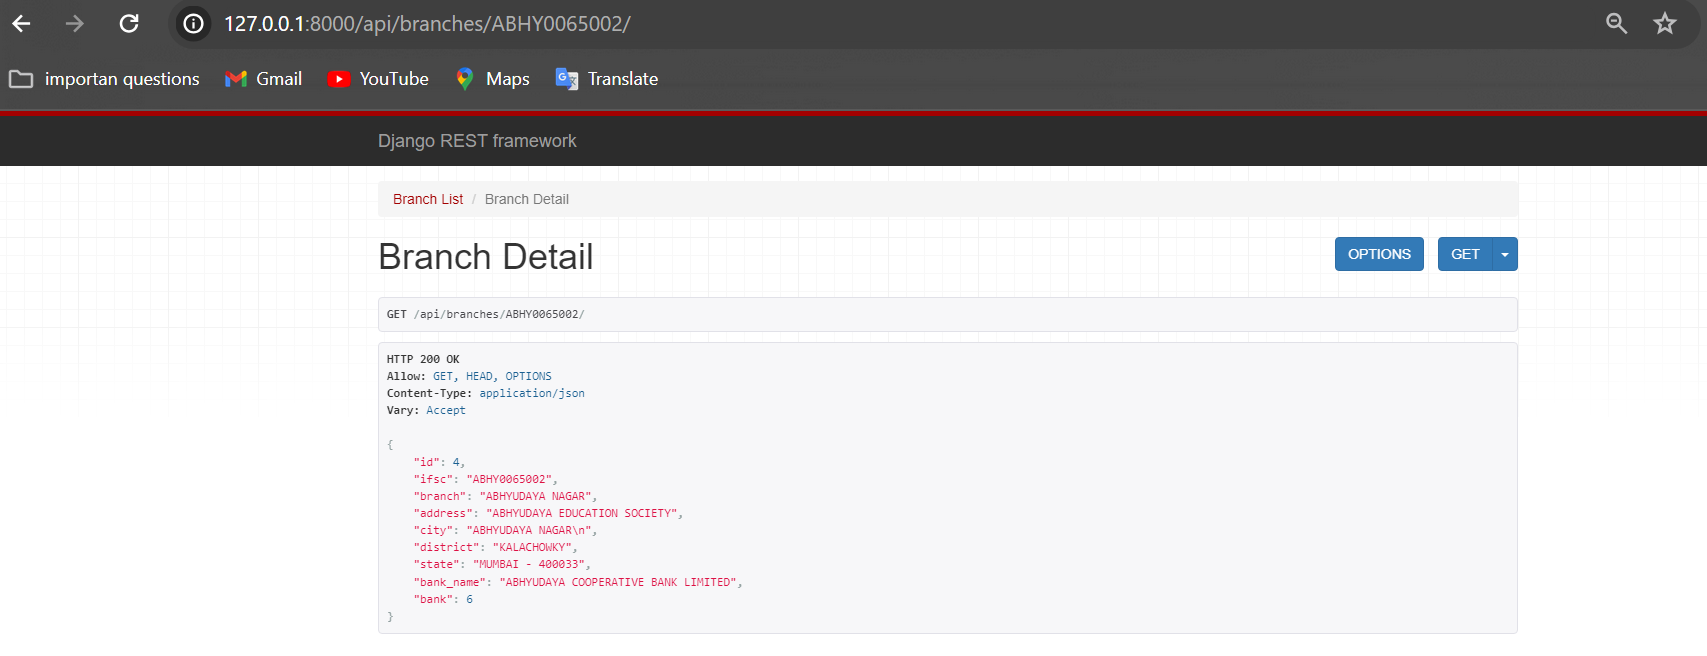 127.0.0.1:8000/api/branches/ABHY0065002/
importan questions Gmail YouTube Maps Translate
Django REST framework
Branch List / Branch Detail
Branch Detail
OPTIONS GET
GET /api/branches/ABHY0065002/
HTTP 200 OK
Allow: GET, HEAD, OPTIONS
Content-Type: application/json
Vary: Accept
{
"id": 4,
"ifsc": "ABHY0065002",
"branch": "ABHYUDAYA NAGAR",
"address": "ABHYUDAYA EDUCATION SOCIETY",
"city": "ABHYUDAYA NAGAR\n",
"district": "KALACHOWKY",
"state": "MUMBAI - 400033",
"bank_name": "ABHYUDAYA COOPERATIVE BANK LIMITED",
"bank": 6
}